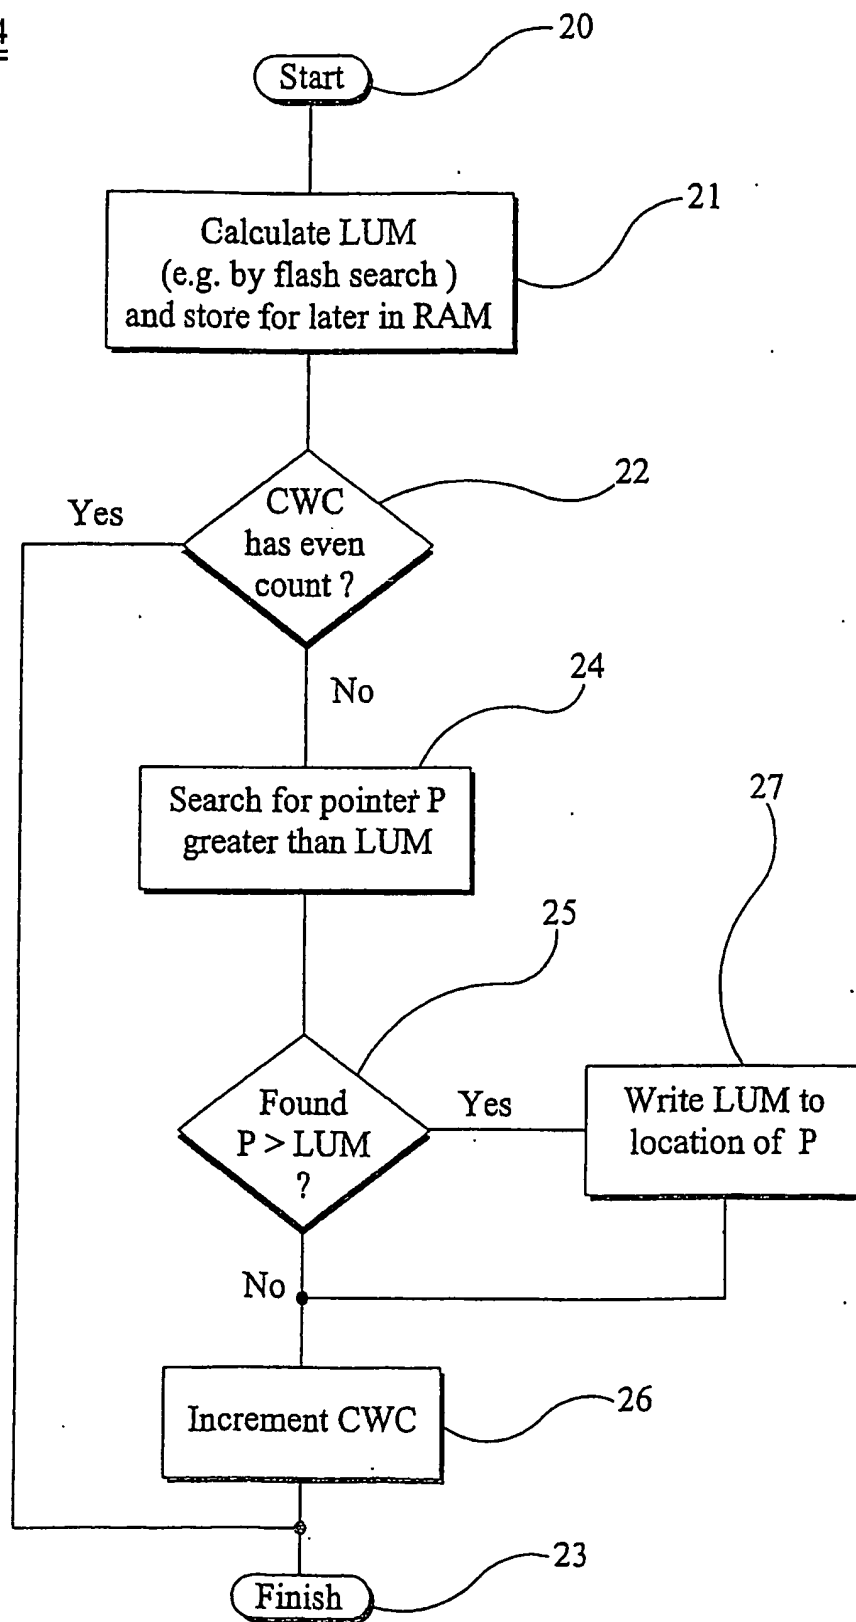 4
20
Start
21
Calculate LUM
(e.g. by flash search )
and store for later in RAM
22
Yes
CWC
has even
count ?
No
24
Search for pointer P
greater than LUM
27
25
Found
P > LUM
?
Yes
Write LUM to
location of P
No
Increment CWC
26
23
Finish